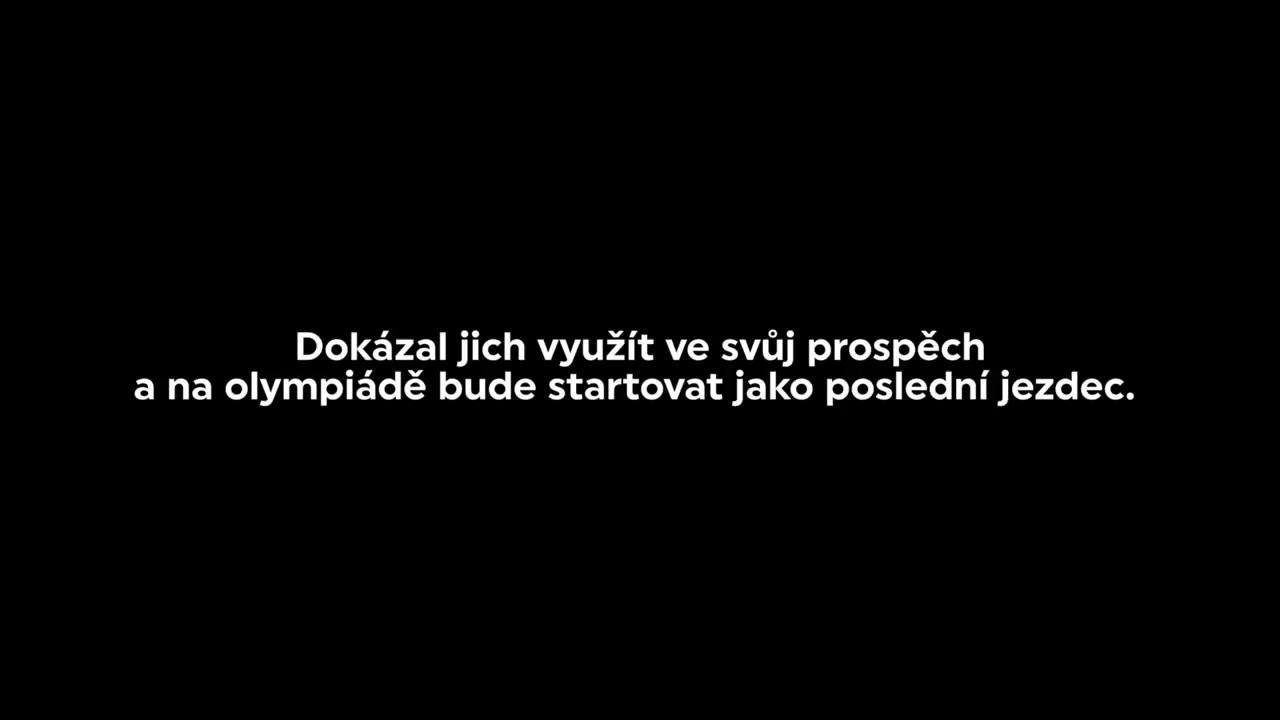 Dokázal jich využít ve svůj prospěch
a na olympiádě bude startovat jako poslední jezdec.